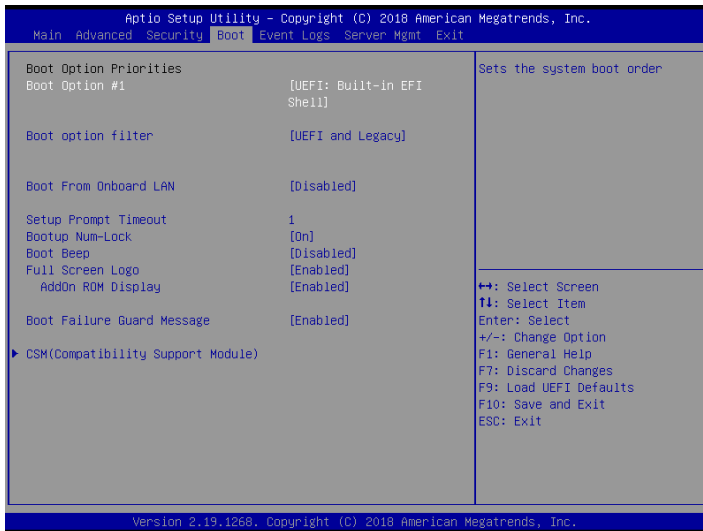 Aptio Setup Utility – Copyright (C) 2018 American Megatrends, Inc.
Main Advanced Security Boot Event Logs Server Mgmt Exit
Boot Option Priorities
Boot Option #1 [UEFI: Built-in EFI
Shell]
Boot option filter [UEFI and Legacy]
Boot From Onboard LAN [Disabled]
Setup Prompt Timeout 1
Bootup Num-Lock [On]
Boot Beep [Disabled]
Full Screen Logo [Enabled]
AddOn ROM Display [Enabled]
Boot Failure Guard Message [Enabled]
▶ CSM(Compatibility Support Module)
Sets the system boot order
↔: Select Screen
↑↓: Select Item
Enter: Select
+/-: Change Option
F1: General Help
F7: Discard Changes
F9: Load UEFI Defaults
F10: Save and Exit
ESC: Exit
Version 2.19.1268. Copyright (C) 2018 American Megatrends, Inc.